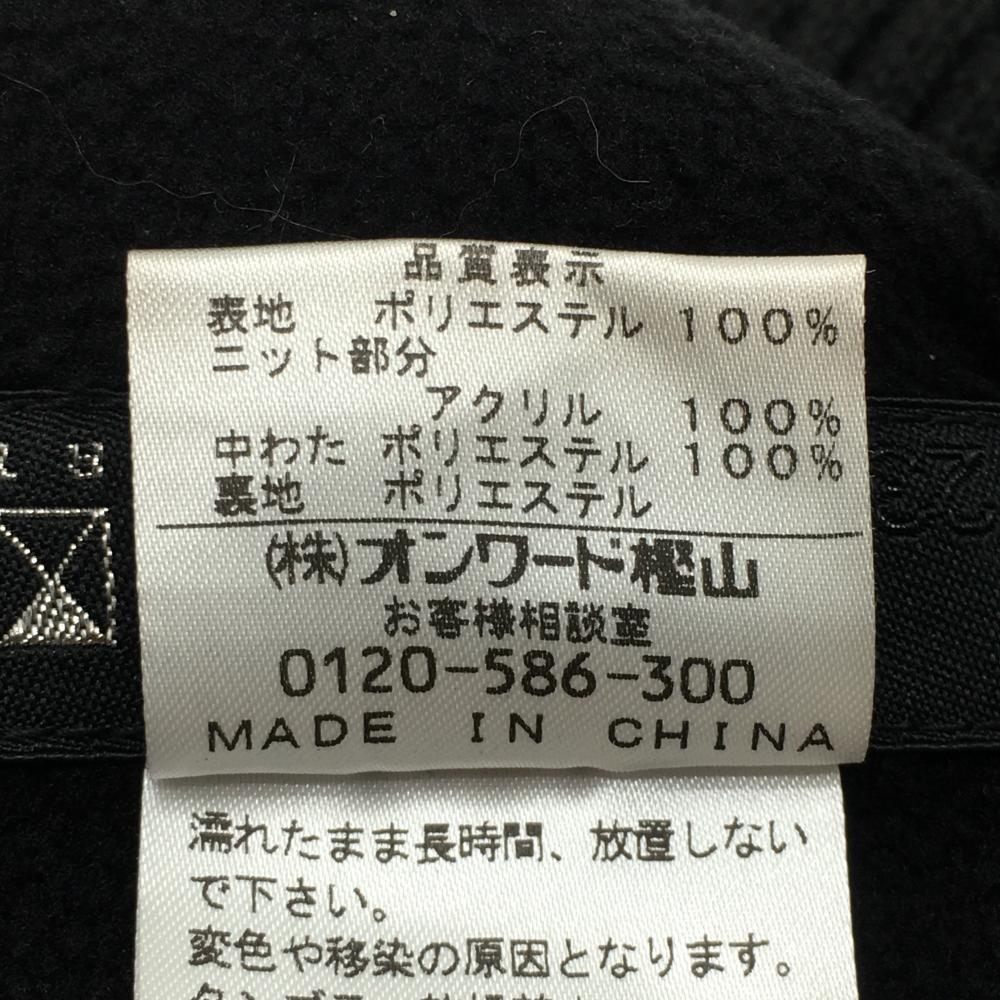 品質表示
表地 ポリエステル 100%
ニット部分
アクリル 100%
中わた ポリエステル 100%
裏地 ポリエステル
(株)オンワード樫山
お客様相談室
0120-586-300
MADE IN CHINA
濡れたまま長時間、放置しない
で下さい。
変色や移染の原因となります。